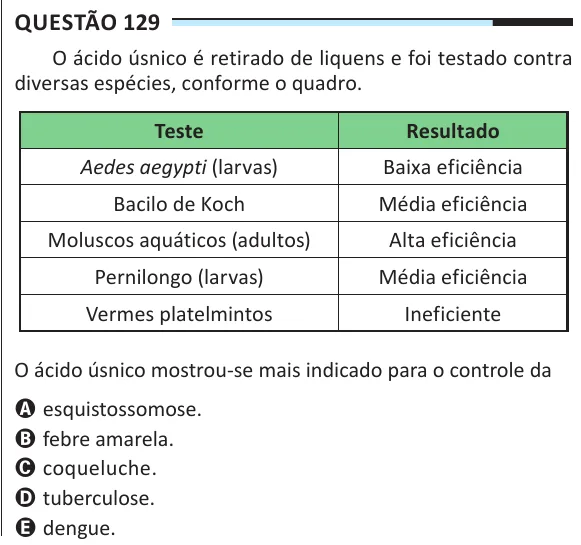 QUESTÃO 129
O ácido úsnico é retirado de liquens e foi testado contra
diversas espécies, conforme o quadro.
Teste Resultado
Aedes aegypti (larvas) Baixa eficiência
Bacilo de Koch Média eficiência
Moluscos aquáticos (adultos) Alta eficiência
Pernilongo (larvas) Média eficiência
Vermes platelmintos Ineficiente
O ácido úsnico mostrou-se mais indicado para o controle da
A esquistossomose.
B febre amarela.
C coqueluche.
D tuberculose.
E dengue.